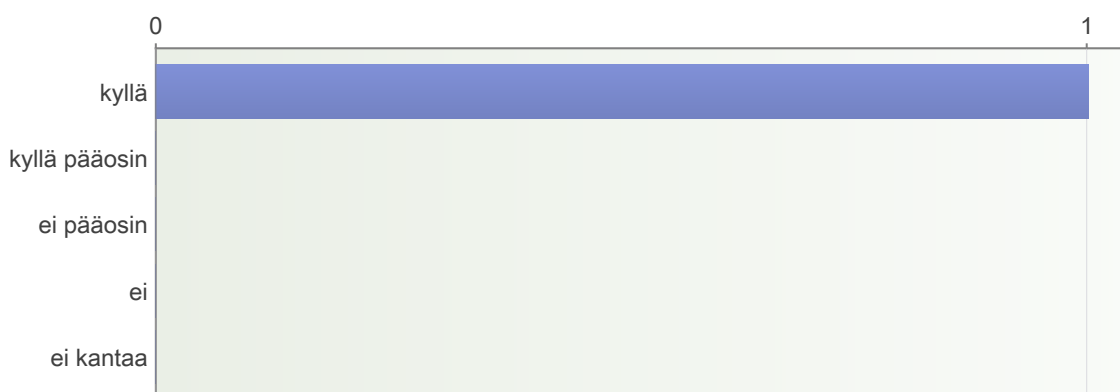 0 1
kyllä
kyllä pääosin
ei pääosin
ei
ei kantaa